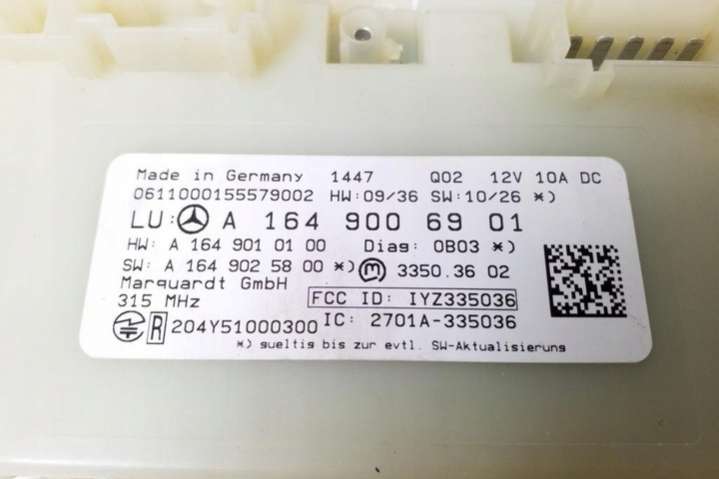 Made in Germany 1447 Q02 12V 10A DC
0611000155579002 HW:09/36 SW:10/26 *)
LU: A 164 900 69 01
HW: A 164 901 01 00 Diag: 0B03 *)
SW: A 164 902 58 00 *) m 3350.36 02
Marquardt GmbH
315 MHz FCC ID: IYZ335036
R 204Y51000300 IC: 2701A-335036
*) gueltig bis zur evtl. SW-Aktualisierung